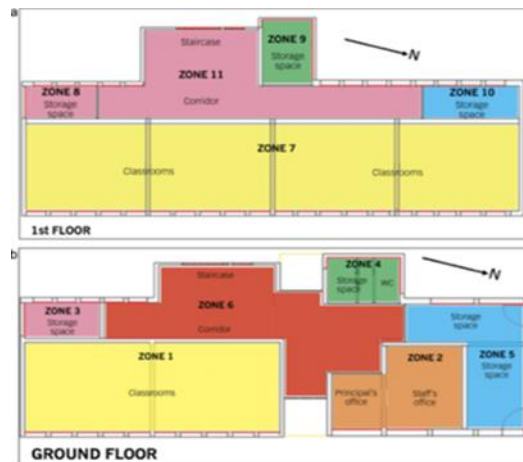 a
ZONE 9
Storage
space
Staircase
ZONE 11
N
ZONE 8
Storage
space
Corridor
ZONE 10
Storage
space
ZONE 7
Classrooms
Classrooms
1st FLOOR
b
ZONE 4
Storage
space
WC
Staircase
ZONE 6
N
ZONE 3
Storage
space
Corridor
Storage
space
ZONE 1
Classrooms
ZONE 2
ZONE 5
Storage
space
Principal's
office
Staff's
office
GROUND FLOOR